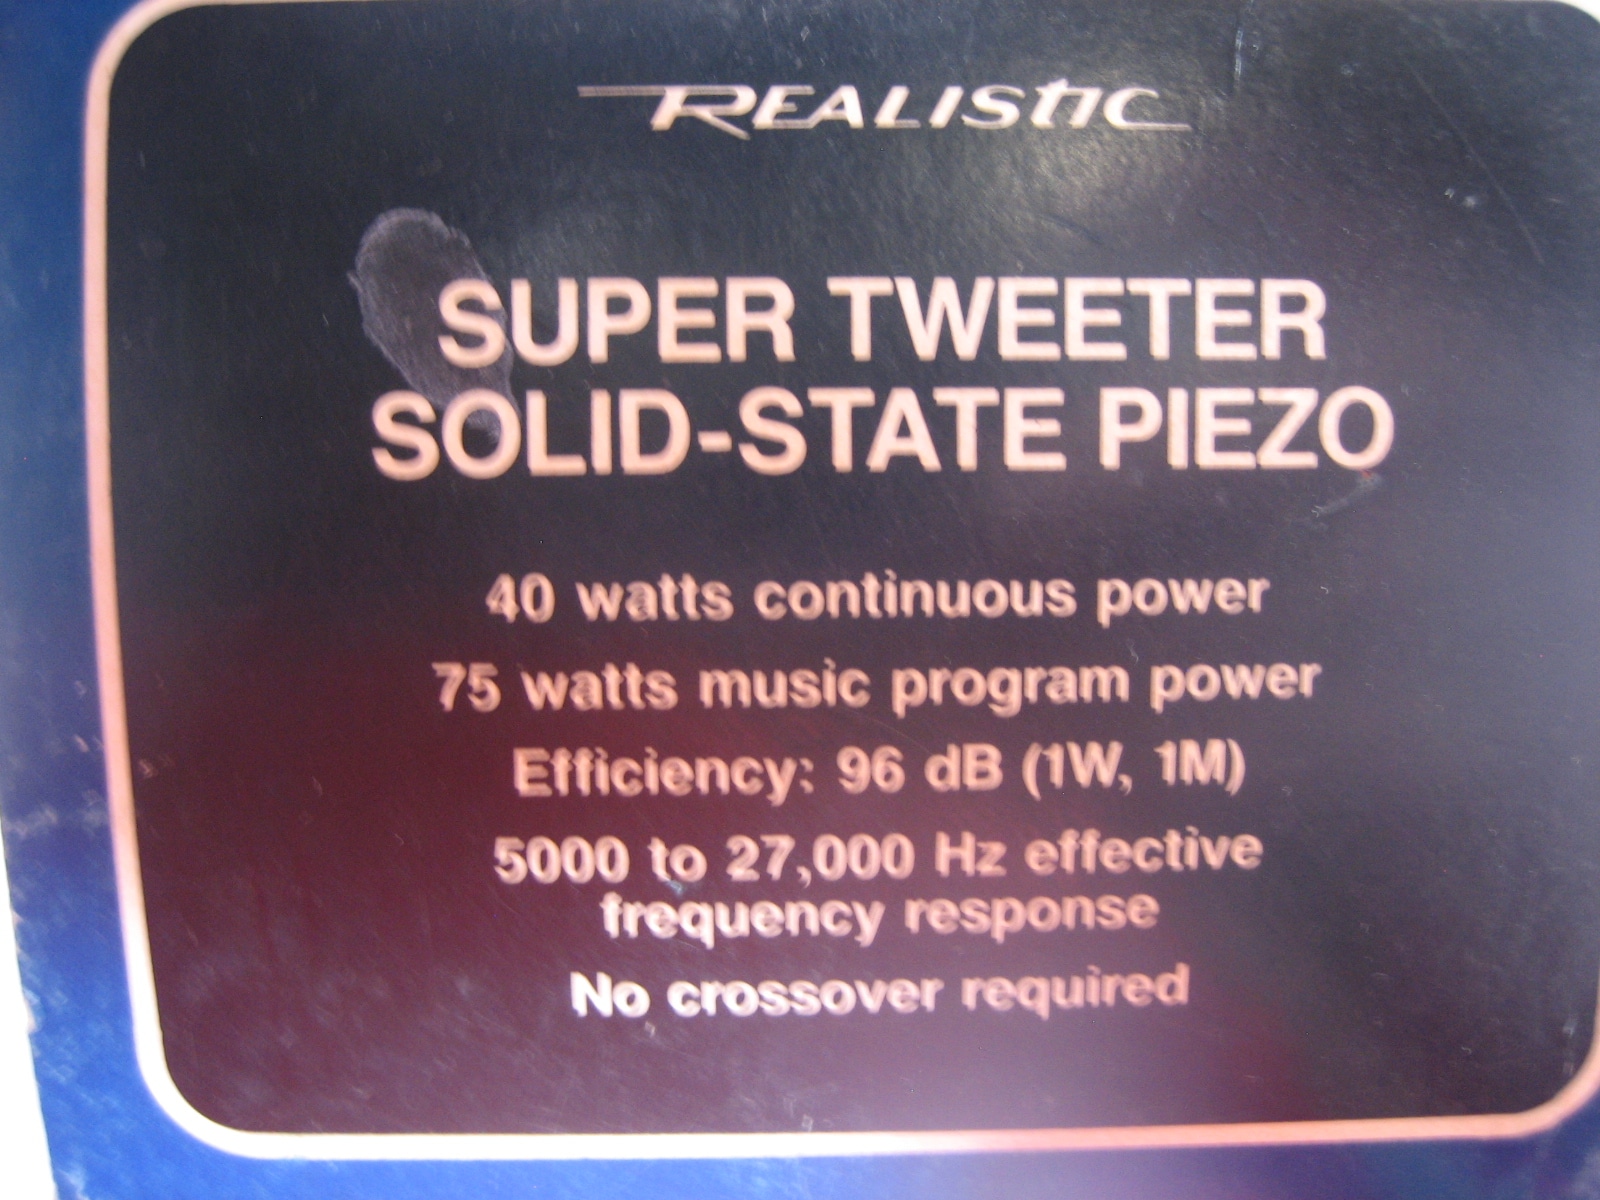 REALISTIC
SUPER TWEETER
SOLID-STATE PIEZO
40 watts continuous power
75 watts music program power
Efficiency: 96 dB (1W, 1M)
5000 to 27,000 Hz effective
frequency response
No crossover required